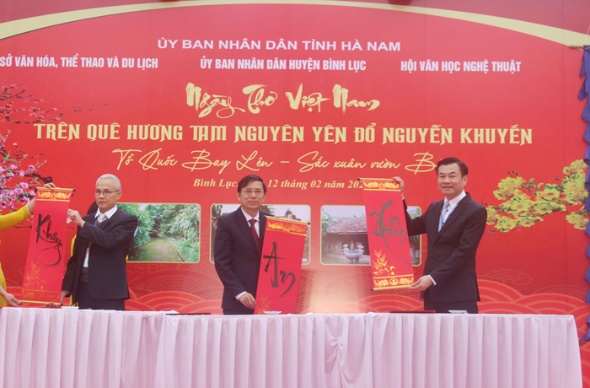 ỦY BAN NHÂN DÂN TỈNH HÀ NAM
SỞ VĂN HÓA, THỂ THAO VÀ DU LỊCH ỦY BAN NHÂN DÂN HUYỆN BÌNH LỤC HỘI VĂN HỌC NGHỆ THUẬT
Ngày Thơ Việt Nam
TRÊN QUÊ HƯƠNG TAM NGUYÊN YÊN ĐỔ NGUYỄN KHUYẾN
Tổ Quốc Bay Lên – Sắc xuân vườn B
Bình Lục, 12 tháng 02 năm
An